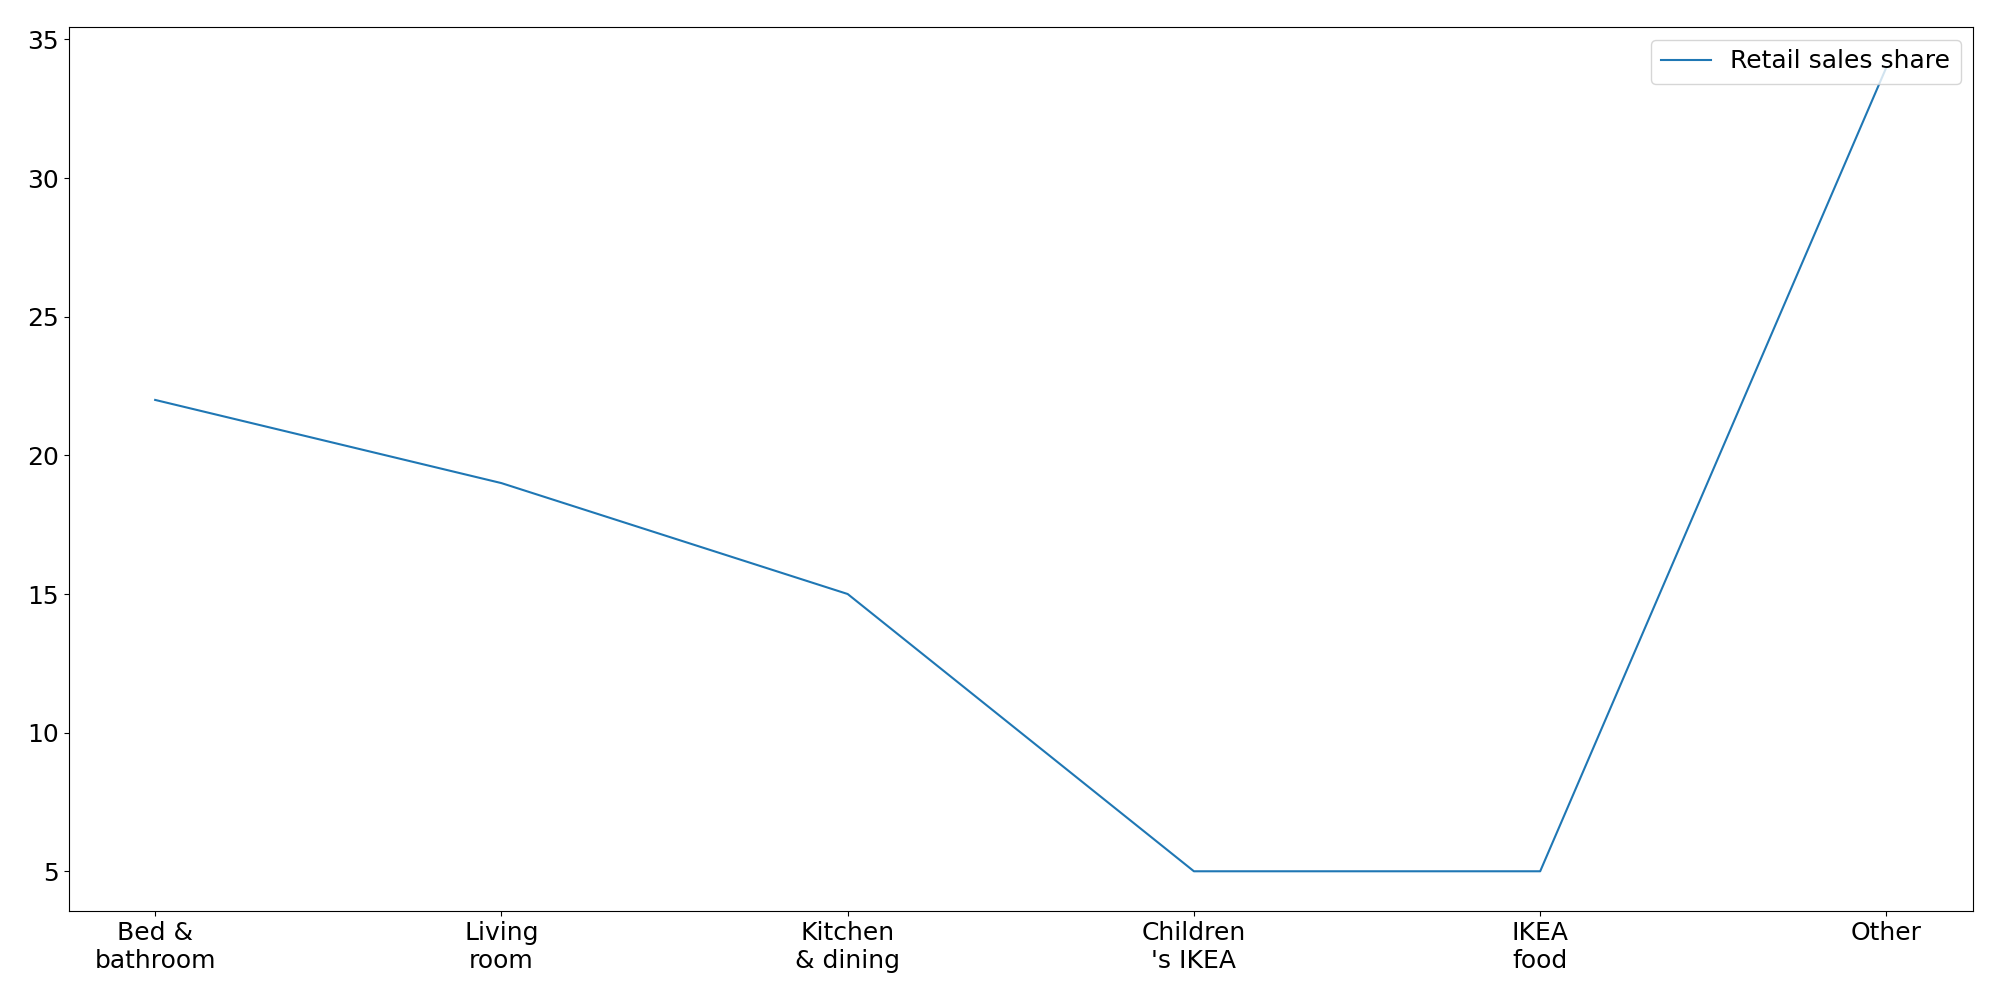 35
30
25
20
15
10
5
Retail sales share
Bed &
bathroom
Living
room
Kitchen
& dining
Children
's IKEA
IKEA
food
Other